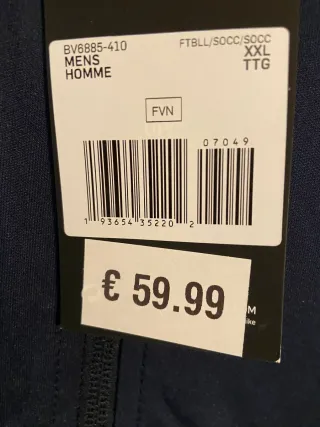 BV6885-410
FTBLL/SOCC/SOCC
MENS
XXL
HOMME
TTG
FVN
07049
1 93654 35220 2
€ 59.99